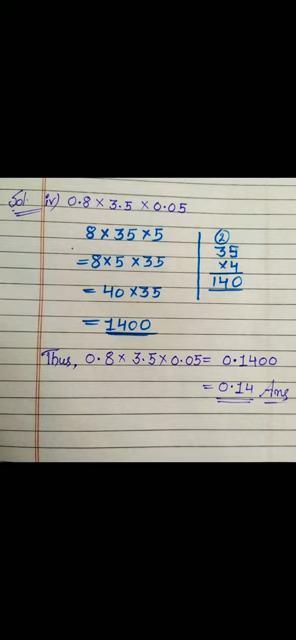 Sol. iv) 0.8 × 3.5 × 0.05
8 × 35 × 5
= 8 × 5 × 35
= 40 × 35
= 1400
②
35
×4
140
Thus, 0.8 × 3.5 × 0.05 = 0.1400
= 0.14 Ans